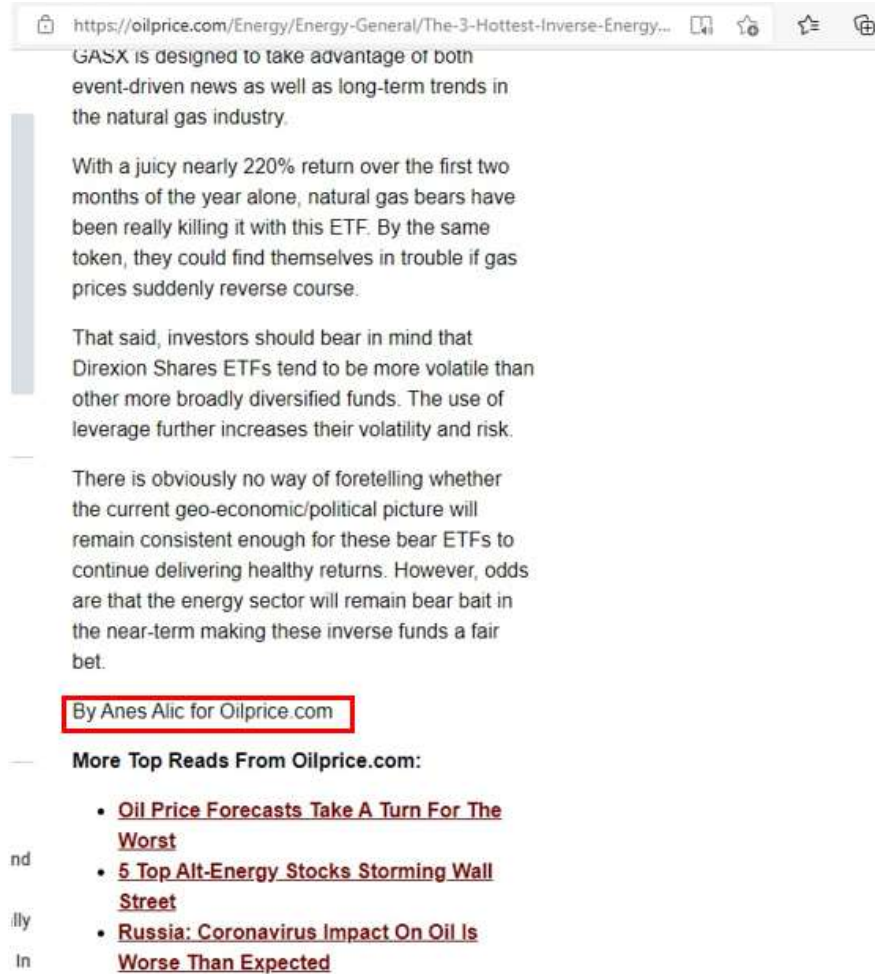 https://oilprice.com/Energy/Energy-General/The-3-Hottest-Inverse-Energy...
GASX is designed to take advantage of both
event-driven news as well as long-term trends in
the natural gas industry.
With a juicy nearly 220% return over the first two
months of the year alone, natural gas bears have
been really killing it with this ETF. By the same
token, they could find themselves in trouble if gas
prices suddenly reverse course.
That said, investors should bear in mind that
Direxion Shares ETFs tend to be more volatile than
other more broadly diversified funds. The use of
leverage further increases their volatility and risk.
There is obviously no way of foretelling whether
the current geo-economic/political picture will
remain consistent enough for these bear ETFs to
continue delivering healthy returns. However, odds
are that the energy sector will remain bear bait in
the near-term making these inverse funds a fair
bet.
By Anes Alic for Oilprice.com
More Top Reads From Oilprice.com:
• Oil Price Forecasts Take A Turn For The
Worst
nd
• 5 Top Alt-Energy Stocks Storming Wall
Street
lly
• Russia: Coronavirus Impact On Oil Is
In
Worse Than Expected